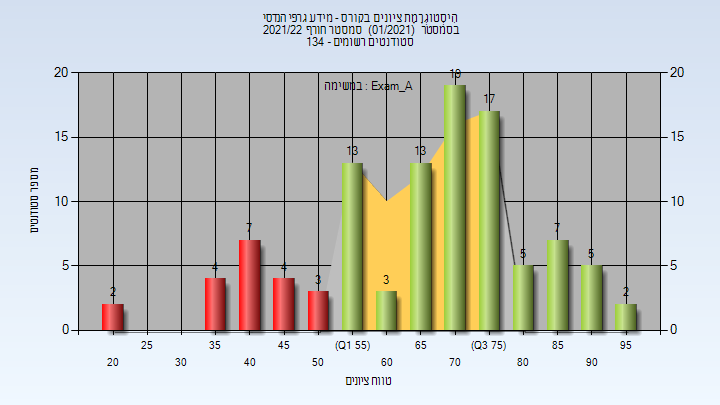 היסטוגרמת ציונים בקורס - מידע גרפי הנדסי
בסמסטר (01/2021) סמסטר חורף 2021/22
סטודנטים רשומים - 134
במשימה : Exam_A
20 20
15 15
10 10
5 5
0 0
2 4 7 4 3 13 3 13 19 17 5 7 5 2
25 35 45 (Q1 55) 65 (Q3 75) 85 95
20 30 40 50 60 70 80 90
מספר סטודנטים
טווח ציונים